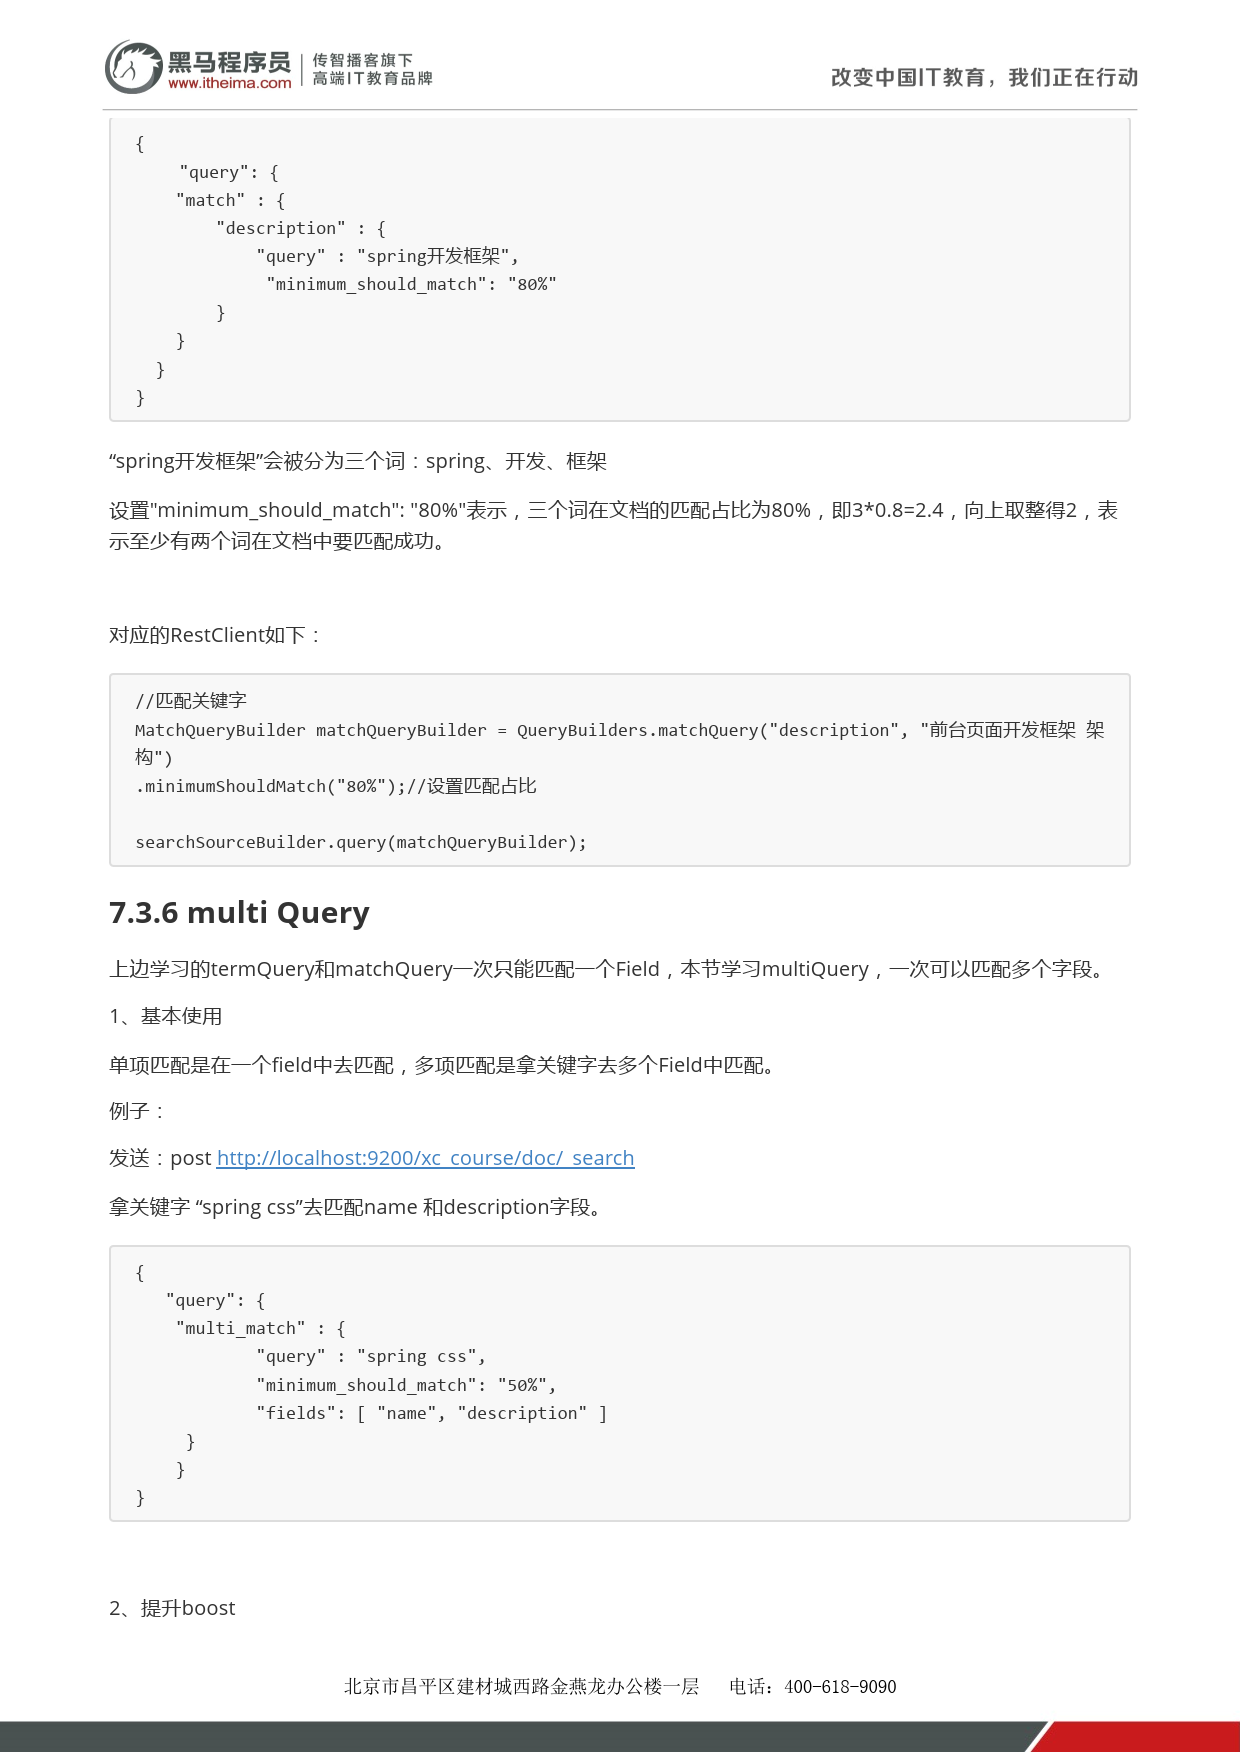 黑马程序员
www.itheima.com
传智播客旗下
高端IT教育品牌
改变中国IT教育，我们正在行动
{
    "query": {
    "match" : {
        "description" : {
            "query" : "spring开发框架",
             "minimum_should_match": "80%"
        }
    }
  }
}
“spring开发框架”会被分为三个词：spring、开发、框架
设置"minimum_should_match": "80%"表示，三个词在文档的匹配占比为80%，即3*0.8=2.4，向上取整得2，表
示至少有两个词在文档中要匹配成功。
对应的RestClient如下：
//匹配关键字
MatchQueryBuilder matchQueryBuilder = QueryBuilders.matchQuery("description", "前台页面开发框架 架
构")
.minimumShouldMatch("80%");//设置匹配占比
searchSourceBuilder.query(matchQueryBuilder);
7.3.6 multi Query
上边学习的termQuery和matchQuery一次只能匹配一个Field，本节学习multiQuery，一次可以匹配多个字段。
1、基本使用
单项匹配是在一个field中去匹配，多项匹配是拿关键字去多个Field中匹配。
例子：
发送：post http://localhost:9200/xc_course/doc/_search
拿关键字 “spring css”去匹配name 和description字段。
{
   "query": {
    "multi_match" : {
            "query" : "spring css",
            "minimum_should_match": "50%",
            "fields": [ "name", "description" ]
     }
    }
}
2、提升boost
北京市昌平区建材城西路金燕龙办公楼一层    电话：400-618-9090